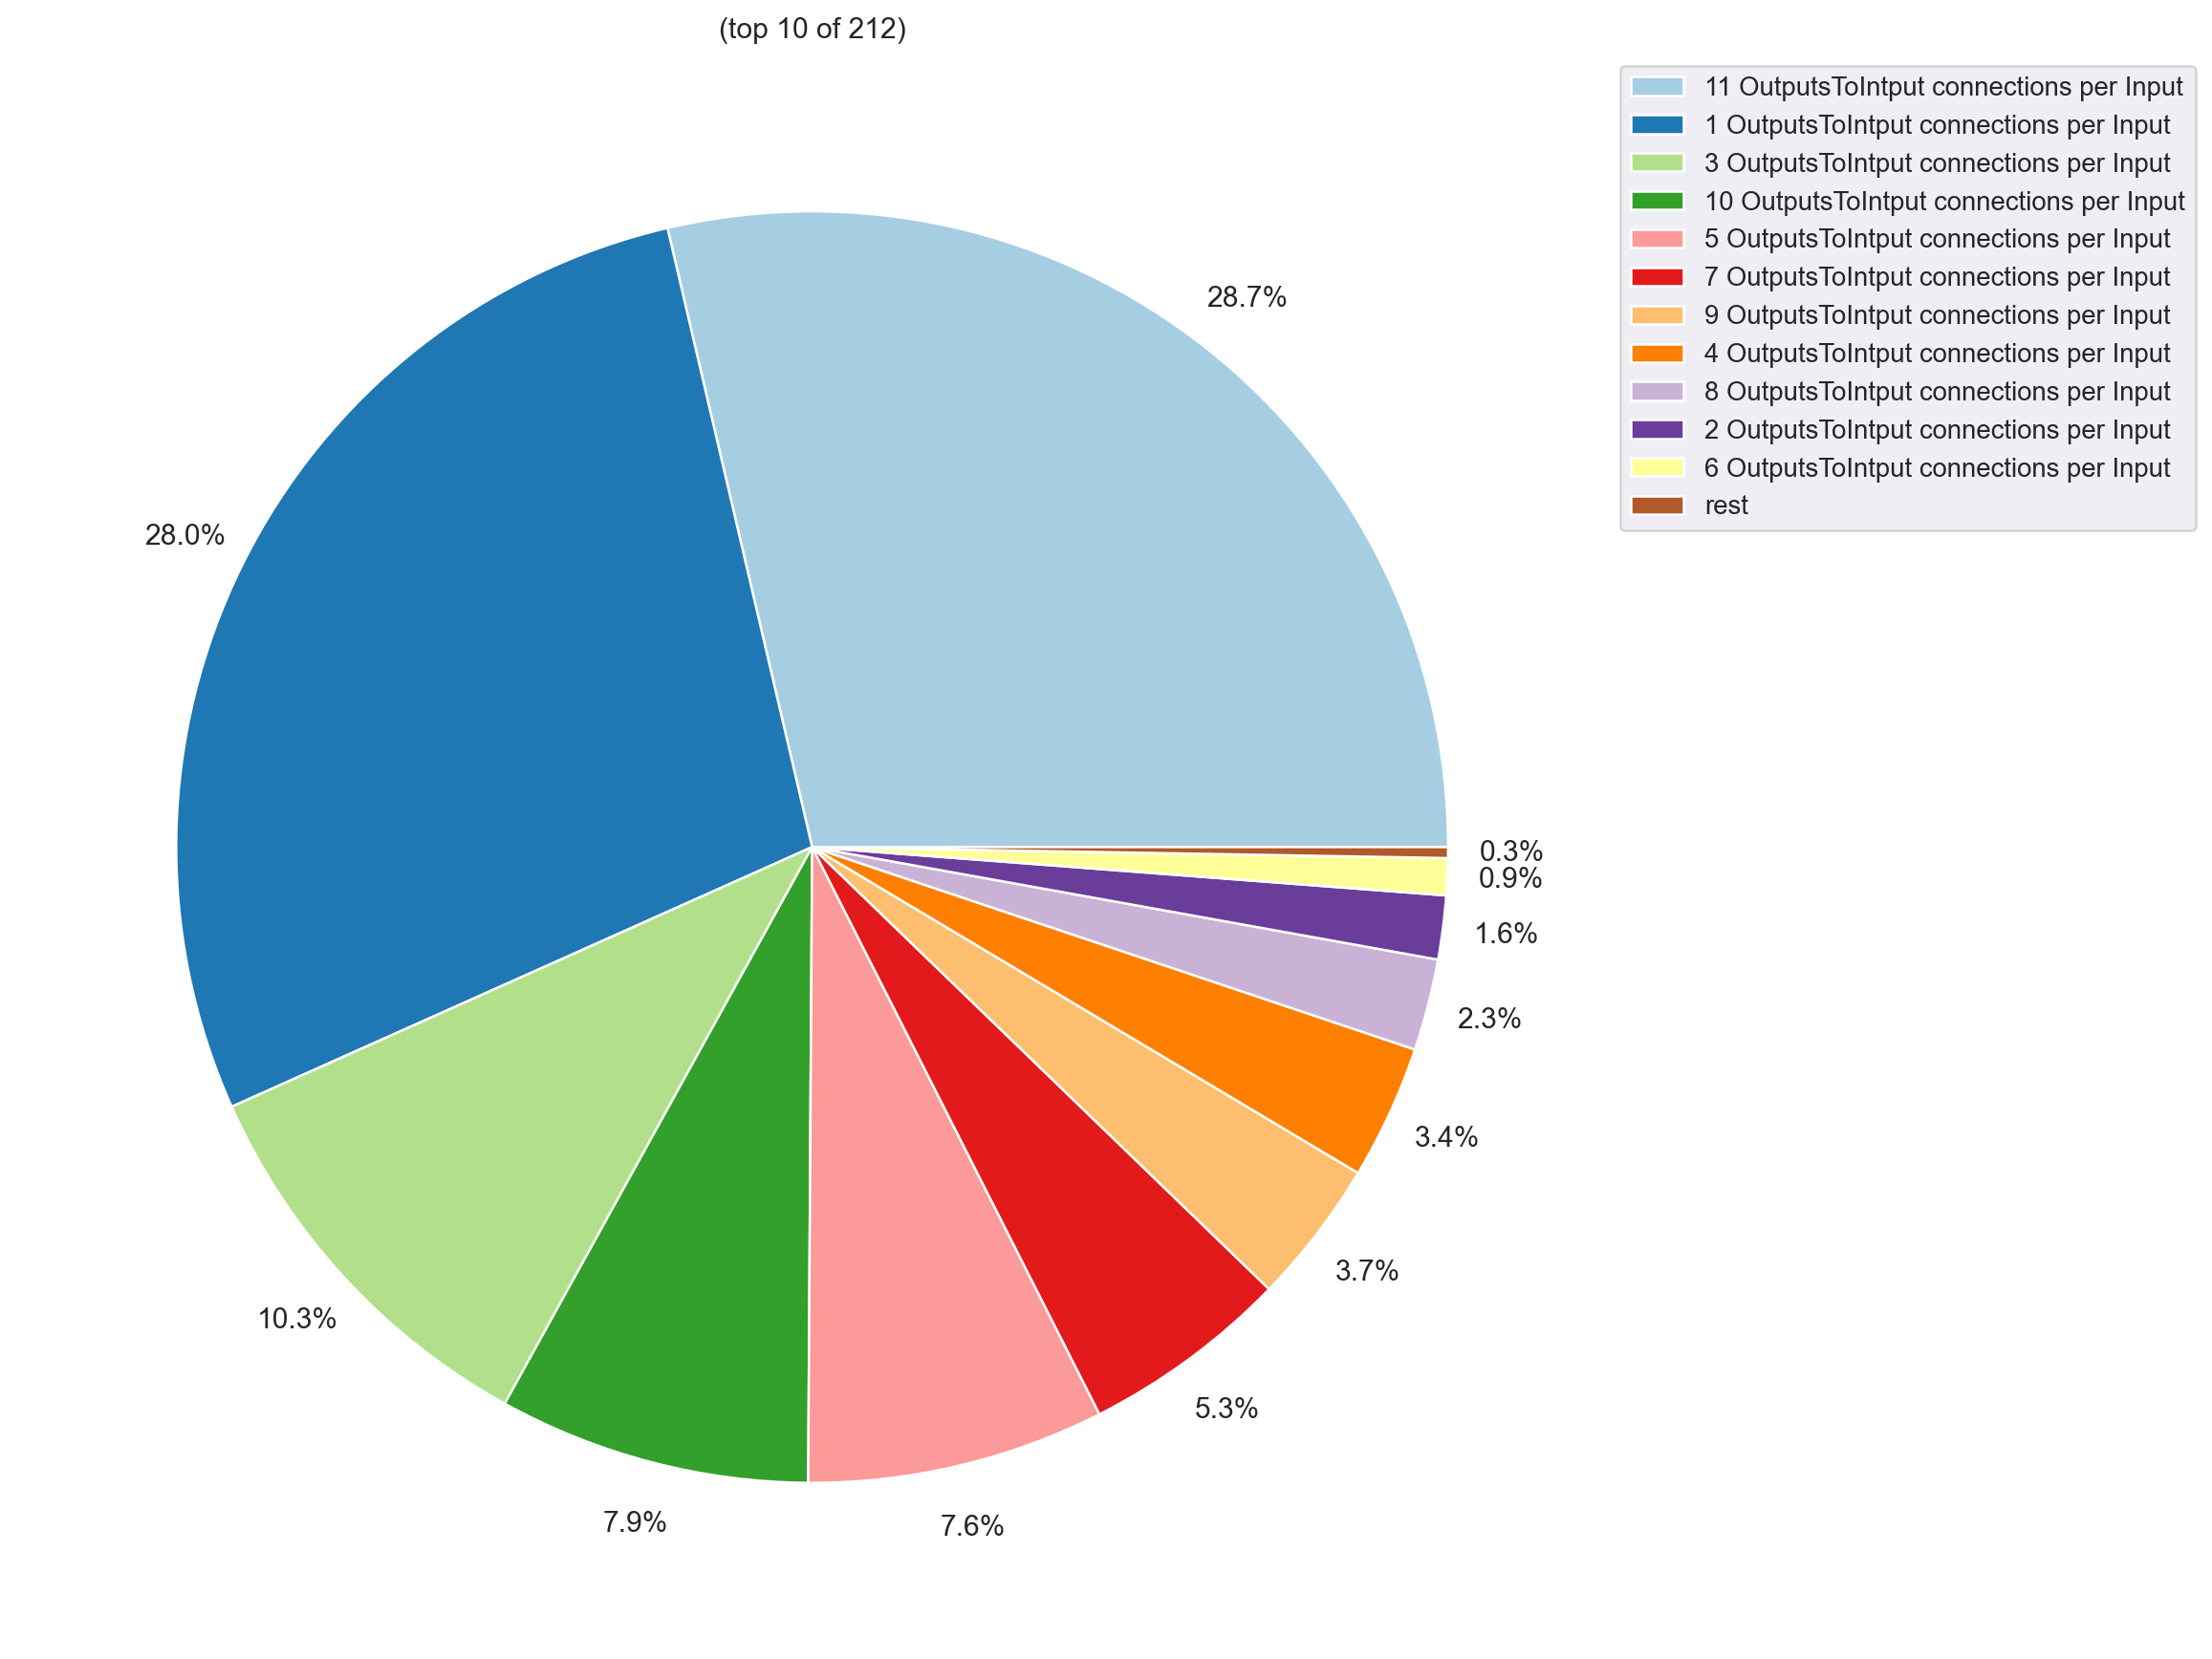 (top 10 of 212)
11 OutputsToIntput connections per Input
1 OutputsToIntput connections per Input
3 OutputsToIntput connections per Input
10 OutputsToIntput connections per Input
5 OutputsToIntput connections per Input
7 OutputsToIntput connections per Input
9 OutputsToIntput connections per Input
4 OutputsToIntput connections per Input
8 OutputsToIntput connections per Input
2 OutputsToIntput connections per Input
6 OutputsToIntput connections per Input
rest
28.7%
28.0%
10.3%
7.9%
7.6%
5.3%
3.7%
3.4%
2.3%
1.6%
0.9%
0.3%